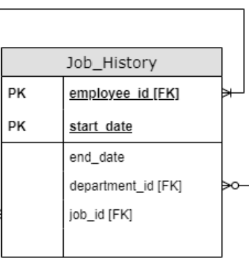 Job_History
PK employee_id [FK]
PK start_date
end_date
department_id [FK]
job_id [FK]